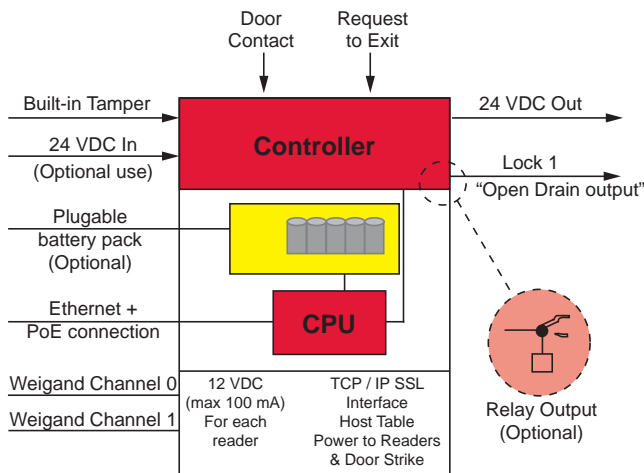 Door
Contact
Request
to Exit
Built-in Tamper
24 VDC In
(Optional use)
Controller
24 VDC Out
Lock 1
“Open Drain output”
Plugable
battery pack
(Optional)
Ethernet +
PoE connection
CPU
Weigand Channel 0
Weigand Channel 1
12 VDC
(max 100 mA)
For each
reader
TCP / IP SSL
Interface
Host Table
Power to Readers
& Door Strike
Relay Output
(Optional)